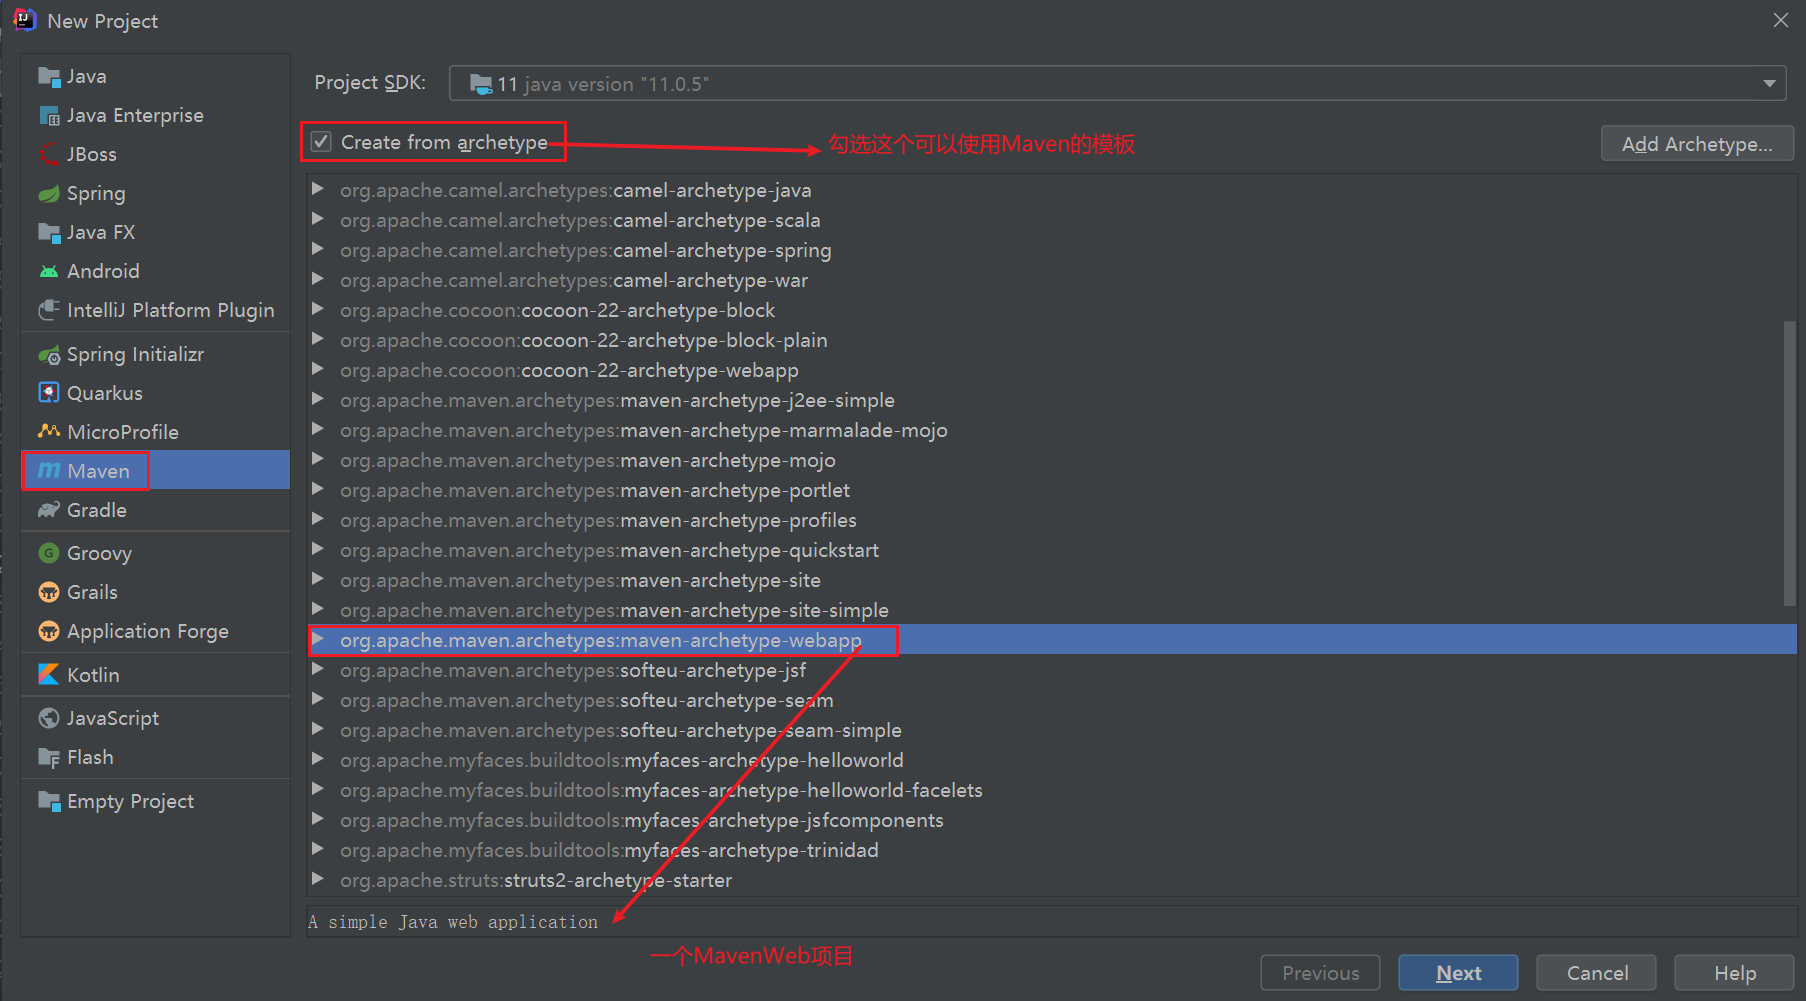 New Project
Java
Java Enterprise
JBoss
Spring
Java FX
Android
IntelliJ Platform Plugin
Spring Initializr
Quarkus
MicroProfile
Maven
Gradle
Groovy
Grails
Application Forge
Kotlin
JavaScript
Flash
Empty Project
Project SDK: 11 java version "11.0.5"
Create from archetype 勾选这个可以使用Maven的模板 Add Archetype...
org.apache.camel.archetypes:camel-archetype-java
org.apache.camel.archetypes:camel-archetype-scala
org.apache.camel.archetypes:camel-archetype-spring
org.apache.camel.archetypes:camel-archetype-war
org.apache.cocoon:cocoon-22-archetype-block
org.apache.cocoon:cocoon-22-archetype-block-plain
org.apache.cocoon:cocoon-22-archetype-webapp
org.apache.maven.archetypes:maven-archetype-j2ee-simple
org.apache.maven.archetypes:maven-archetype-marmalade-mojo
org.apache.maven.archetypes:maven-archetype-mojo
org.apache.maven.archetypes:maven-archetype-portlet
org.apache.maven.archetypes:maven-archetype-profiles
org.apache.maven.archetypes:maven-archetype-quickstart
org.apache.maven.archetypes:maven-archetype-site
org.apache.maven.archetypes:maven-archetype-site-simple
org.apache.maven.archetypes:maven-archetype-webapp
org.apache.maven.archetypes:softeu-archetype-jsf
org.apache.maven.archetypes:softeu-archetype-seam
org.apache.maven.archetypes:softeu-archetype-seam-simple
org.apache.myfaces.buildtools:myfaces-archetype-helloworld
org.apache.myfaces.buildtools:myfaces-archetype-helloworld-facelets
org.apache.myfaces.buildtools:myfaces-archetype-jsfcomponents
org.apache.myfaces.buildtools:myfaces-archetype-trinidad
org.apache.struts:struts2-archetype-starter
A simple Java web application
一个MavenWeb项目
Previous Next Cancel Help